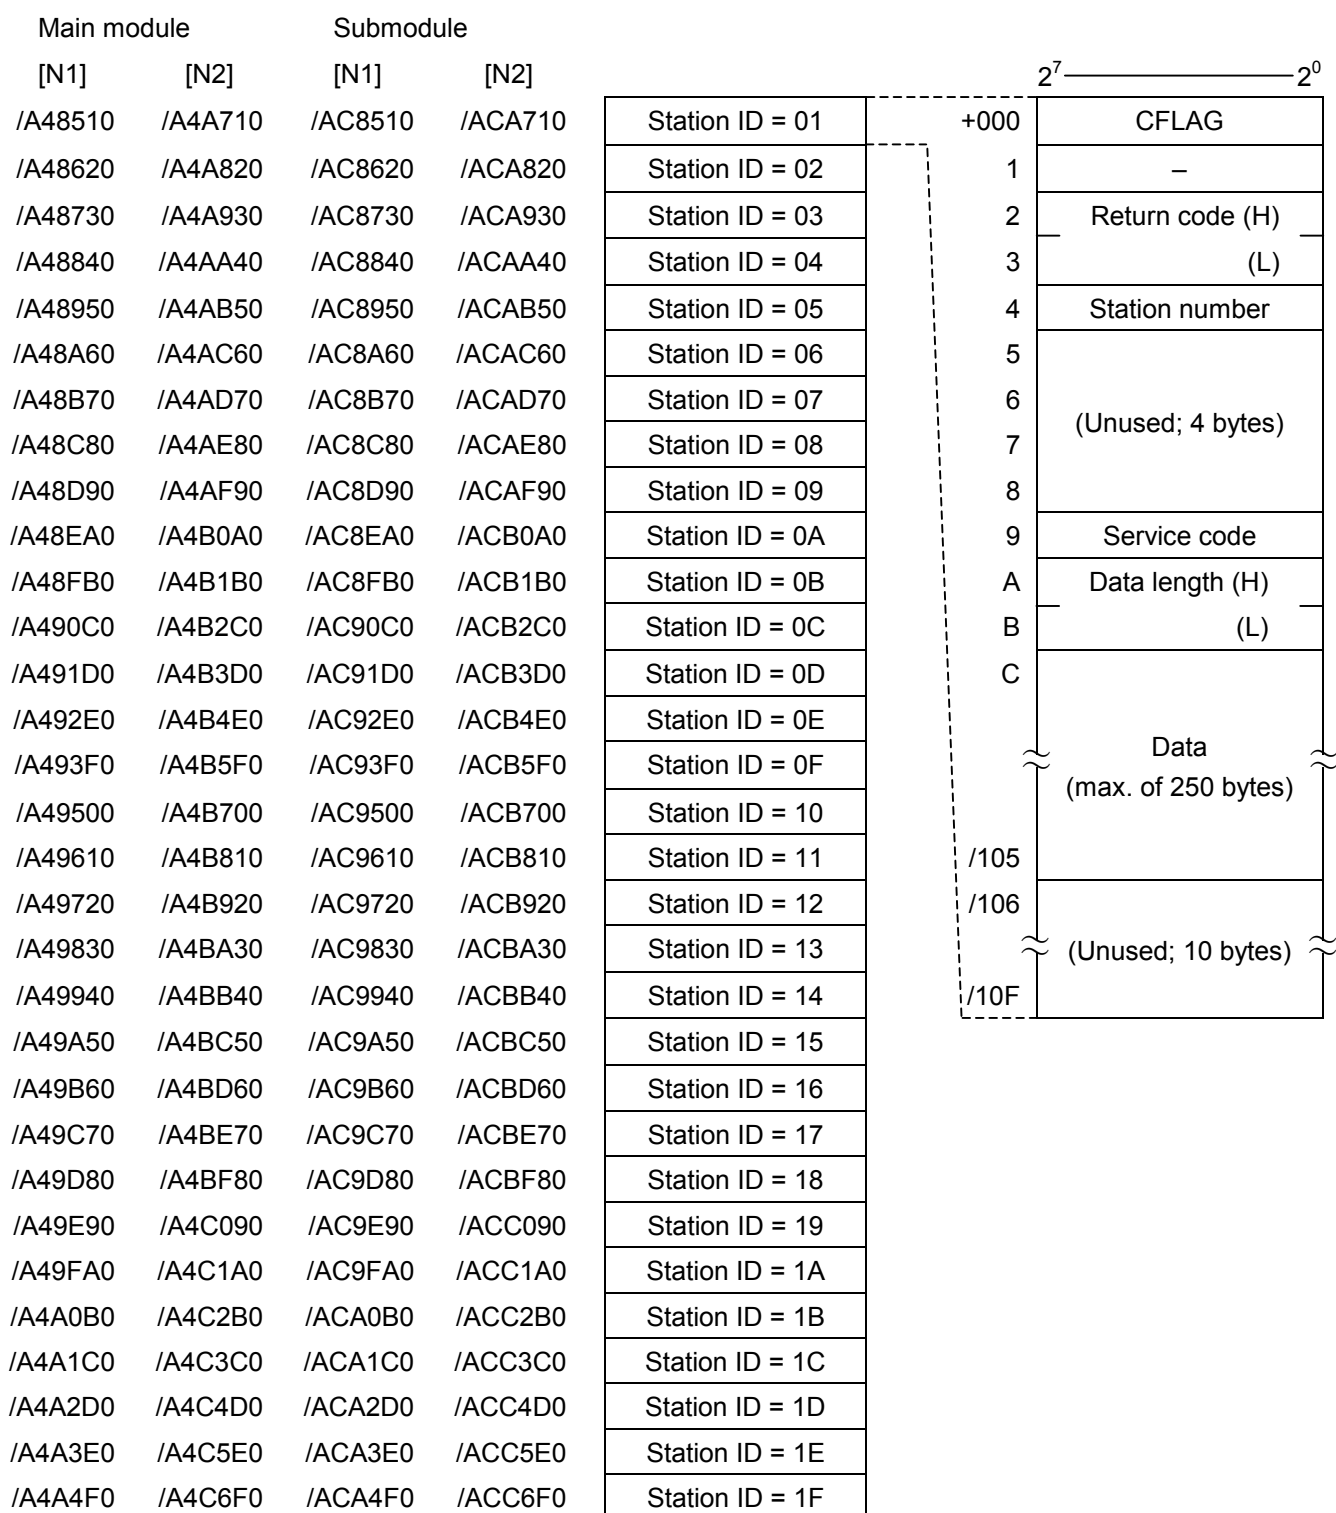 Main module Submodule
[N1] [N2] [N1] [N2] 2⁷ 2⁰
/A48510 /A4A710 /AC8510 /ACA710 Station ID = 01 +000 CFLAG
/A48620 /A4A820 /AC8620 /ACA820 Station ID = 02 1 –
/A48730 /A4A930 /AC8730 /ACA930 Station ID = 03 2 Return code (H)
/A48840 /A4AA40 /AC8840 /ACAA40 Station ID = 04 3 (L)
/A48950 /A4AB50 /AC8950 /ACAB50 Station ID = 05 4 Station number
/A48A60 /A4AC60 /AC8A60 /ACAC60 Station ID = 06 5
/A48B70 /A4AD70 /AC8B70 /ACAD70 Station ID = 07 6
(Unused; 4 bytes)
/A48C80 /A4AE80 /AC8C80 /ACAE80 Station ID = 08 7
/A48D90 /A4AF90 /AC8D90 /ACAF90 Station ID = 09 8
/A48EA0 /A4B0A0 /AC8EA0 /ACB0A0 Station ID = 0A 9 Service code
/A48FB0 /A4B1B0 /AC8FB0 /ACB1B0 Station ID = 0B A Data length (H)
/A490C0 /A4B2C0 /AC90C0 /ACB2C0 Station ID = 0C B (L)
/A491D0 /A4B3D0 /AC91D0 /ACB3D0 Station ID = 0D C
/A492E0 /A4B4E0 /AC92E0 /ACB4E0 Station ID = 0E
Data
/A493F0 /A4B5F0 /AC93F0 /ACB5F0 Station ID = 0F
(max. of 250 bytes)
/A49500 /A4B700 /AC9500 /ACB700 Station ID = 10
/A49610 /A4B810 /AC9610 /ACB810 Station ID = 11 /105
/A49720 /A4B920 /AC9720 /ACB920 Station ID = 12 /106
/A49830 /A4BA30 /AC9830 /ACBA30 Station ID = 13 (Unused; 10 bytes)
/A49940 /A4BB40 /AC9940 /ACBB40 Station ID = 14 /10F
/A49A50 /A4BC50 /AC9A50 /ACBC50 Station ID = 15
/A49B60 /A4BD60 /AC9B60 /ACBD60 Station ID = 16
/A49C70 /A4BE70 /AC9C70 /ACBE70 Station ID = 17
/A49D80 /A4BF80 /AC9D80 /ACBF80 Station ID = 18
/A49E90 /A4C090 /AC9E90 /ACC090 Station ID = 19
/A49FA0 /A4C1A0 /AC9FA0 /ACC1A0 Station ID = 1A
/A4A0B0 /A4C2B0 /ACA0B0 /ACC2B0 Station ID = 1B
/A4A1C0 /A4C3C0 /ACA1C0 /ACC3C0 Station ID = 1C
/A4A2D0 /A4C4D0 /ACA2D0 /ACC4D0 Station ID = 1D
/A4A3E0 /A4C5E0 /ACA3E0 /ACC5E0 Station ID = 1E
/A4A4F0 /A4C6F0 /ACA4F0 /ACC6F0 Station ID = 1F